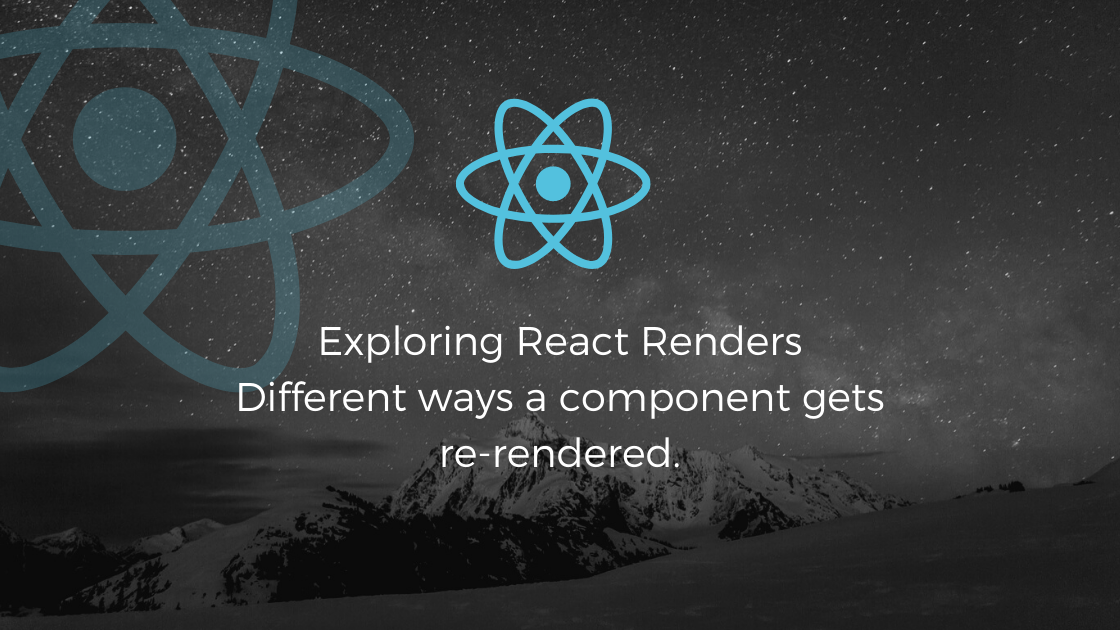 Exploring React Renders
Different ways a component gets
re-rendered.